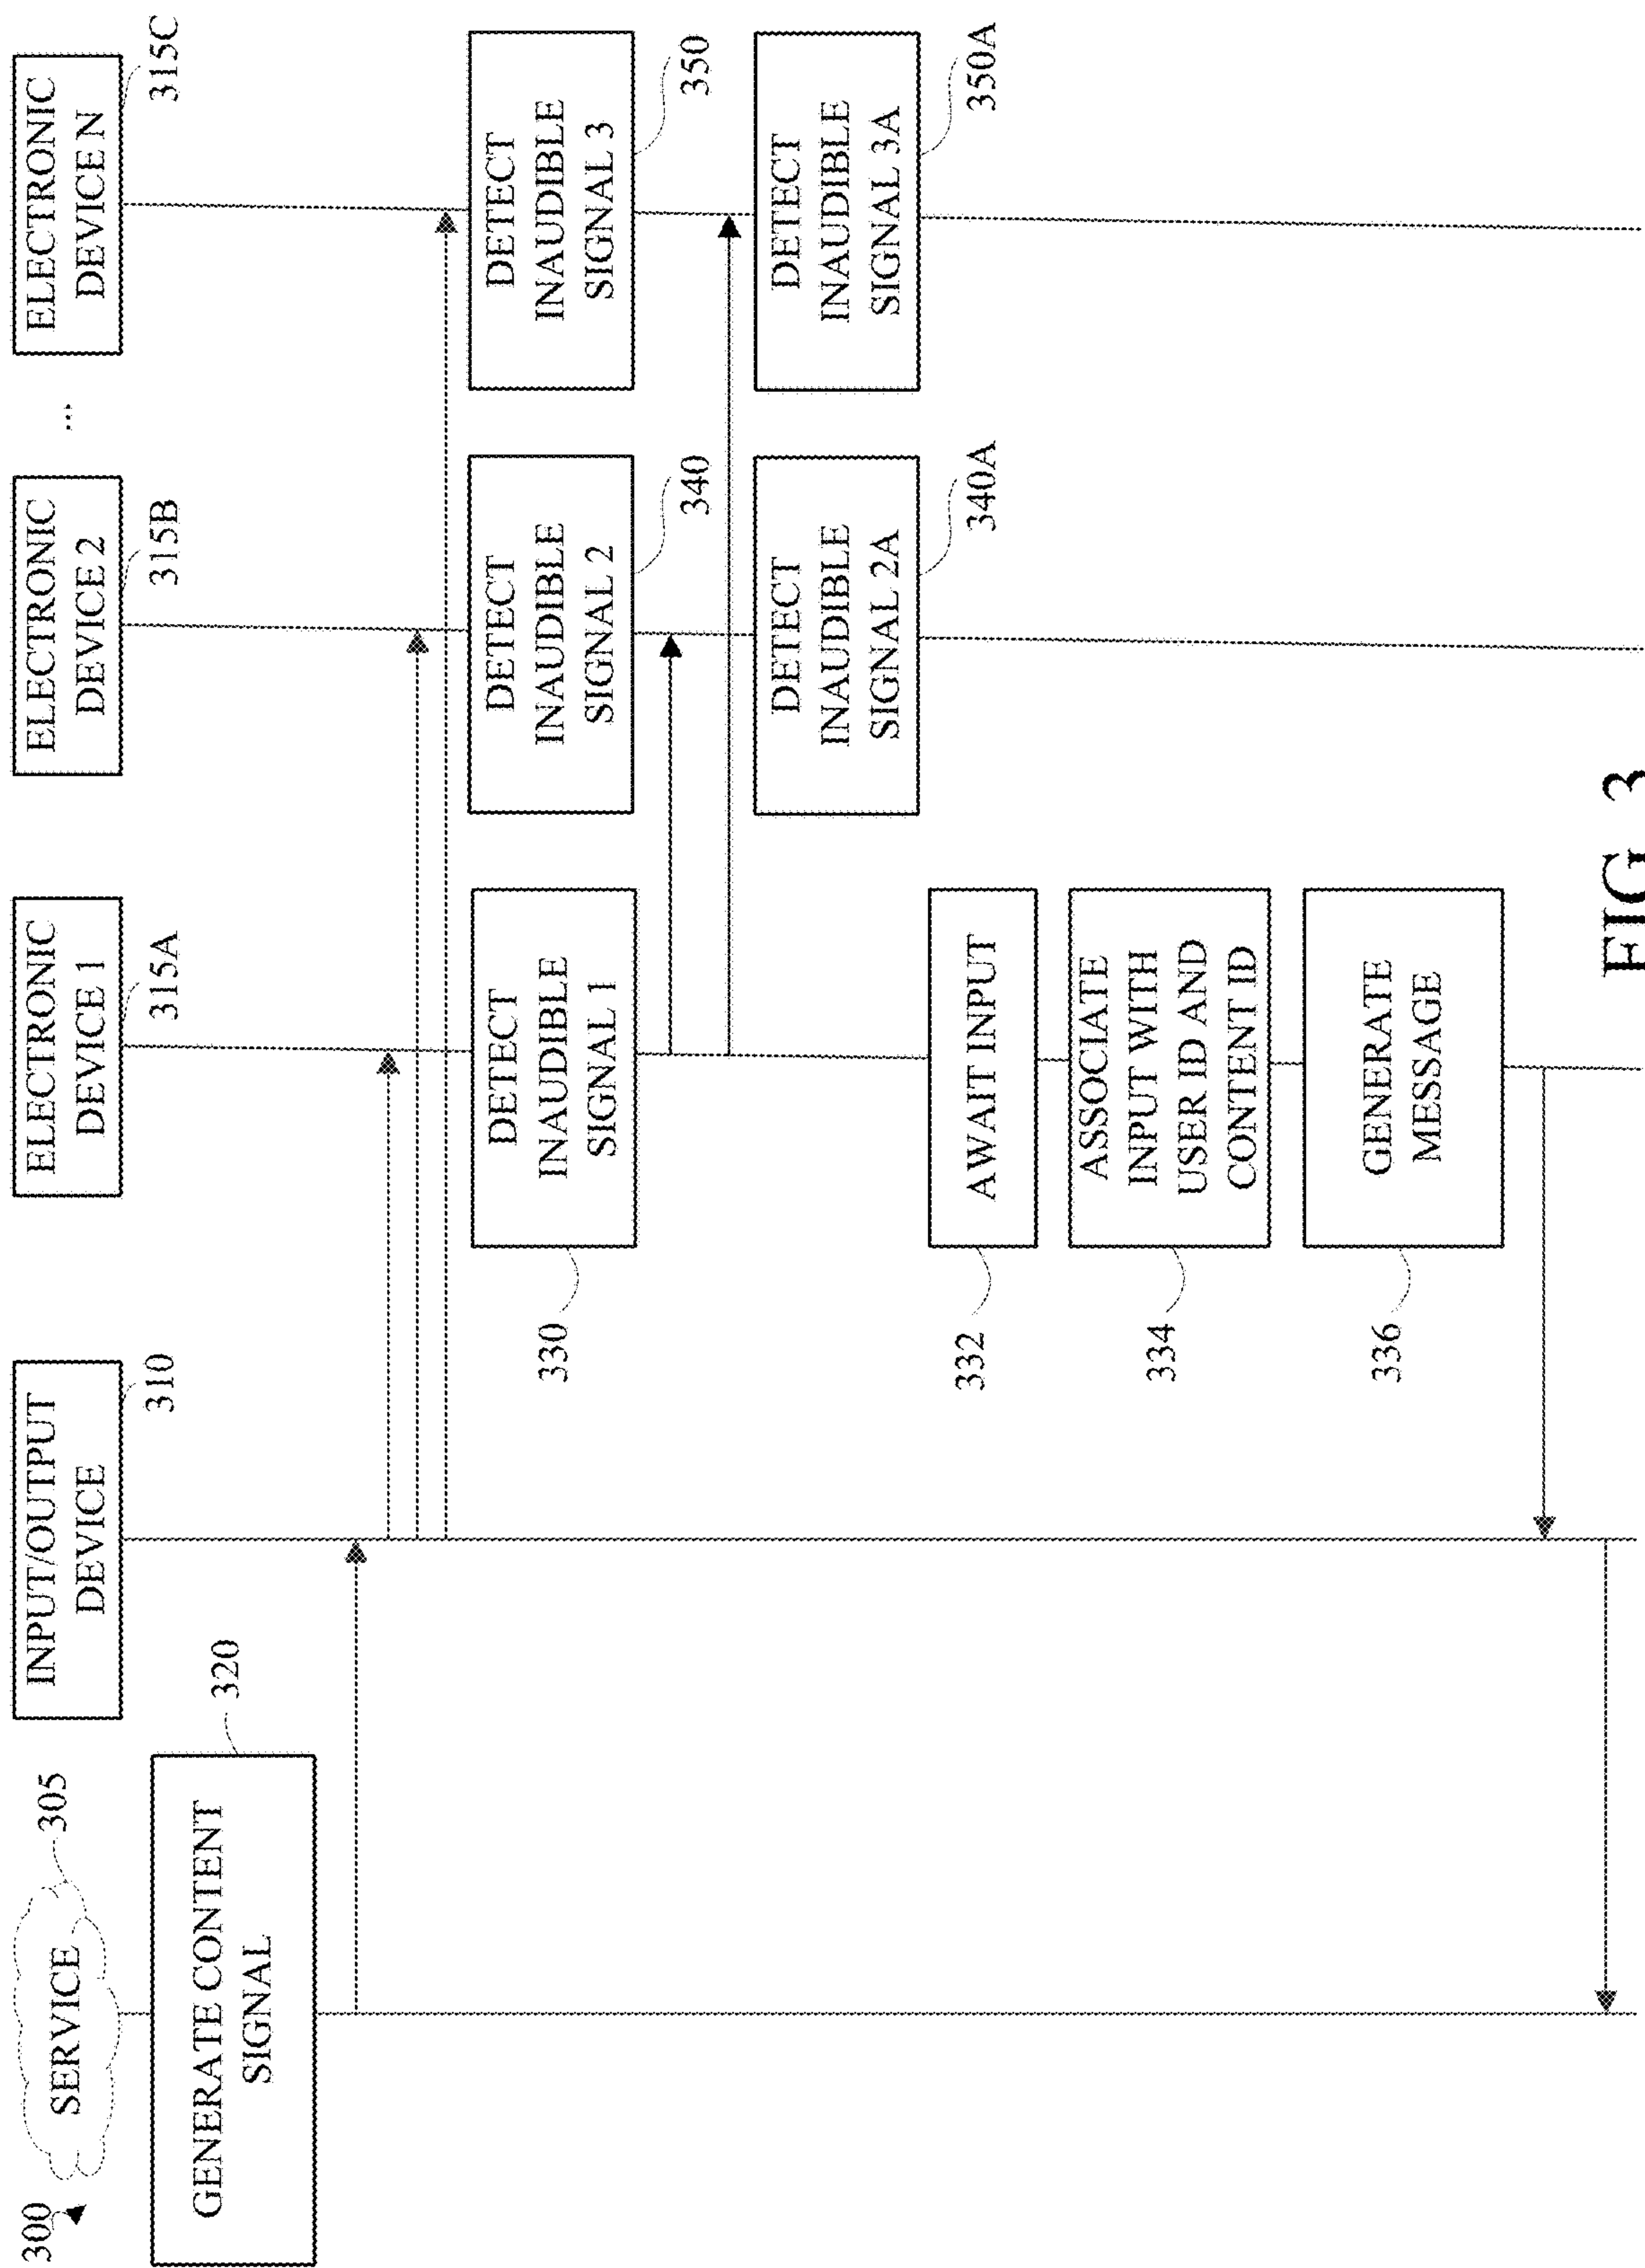 300
SERVICE
305
INPUT/OUTPUT
DEVICE
310
ELECTRONIC
DEVICE 1
315A
ELECTRONIC
DEVICE 2
315B
...
ELECTRONIC
DEVICE N
315C
GENERATE CONTENT
SIGNAL
320
DETECT
INAUDIBLE
SIGNAL 1
330
DETECT
INAUDIBLE
SIGNAL 2
340
DETECT
INAUDIBLE
SIGNAL 3
350
DETECT
INAUDIBLE
SIGNAL 2A
340A
DETECT
INAUDIBLE
SIGNAL 3A
350A
AWAIT INPUT
332
ASSOCIATE
INPUT WITH
USER ID AND
CONTENT ID
334
GENERATE
MESSAGE
336
FIG. 3